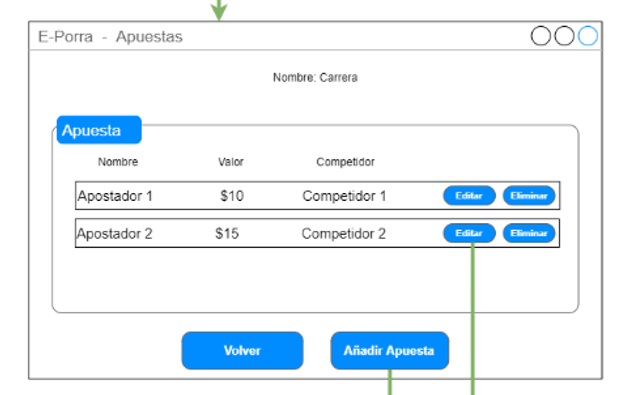 E-Porra - Apuestas
Nombre: Carrera
Apuesta
Nombre Valor Competidor
Apostador 1 $10 Competidor 1 Editar Eliminar
Apostador 2 $15 Competidor 2 Editar Eliminar
Volver Añadir Apuesta